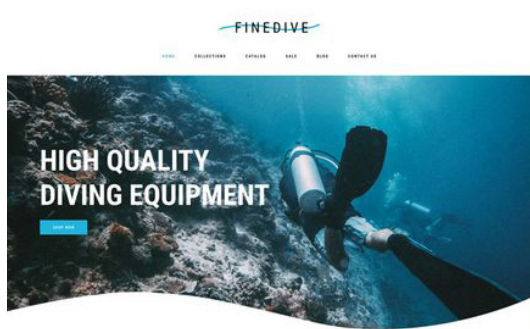 FINEDIVE
HOME COLLECTIONS CATALOG SALE BLOG CONTACT US
HIGH QUALITY
DIVING EQUIPMENT
SHOP NOW